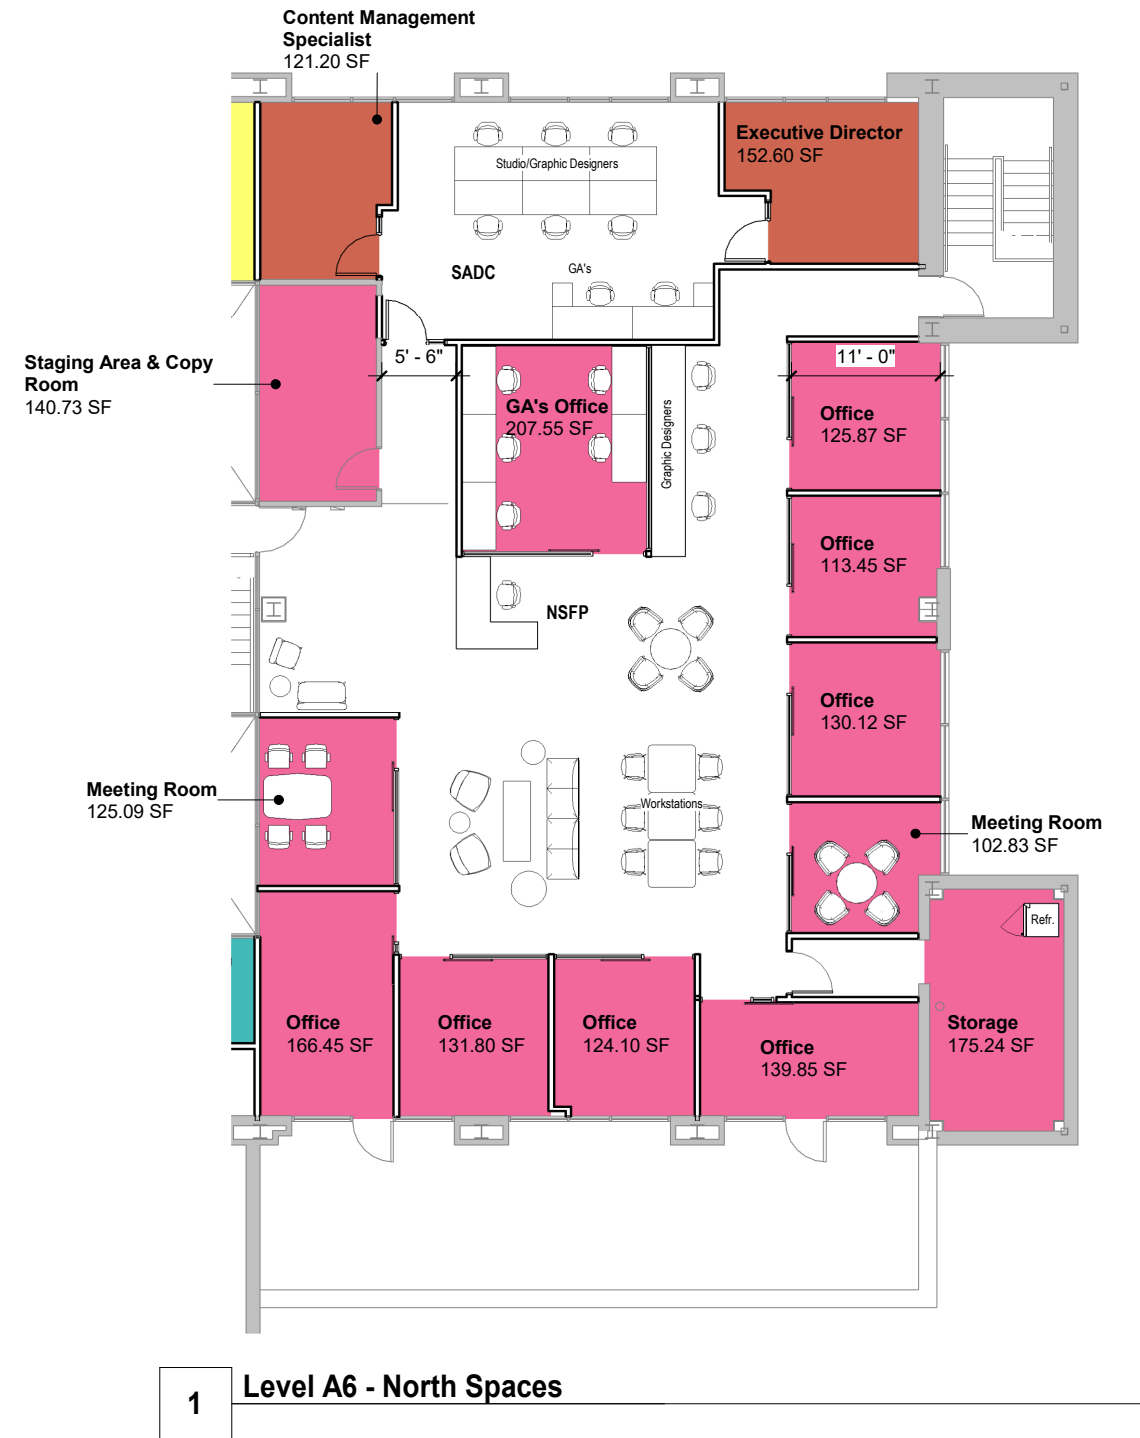 Content Management
Specialist
121.20 SF
Executive Director
152.60 SF
Studio/Graphic Designers
SADC
GA's
Staging Area & Copy
Room
140.73 SF
5' - 6"
11' - 0"
GA's Office
207.55 SF
Graphic Designers
Office
125.87 SF
Office
113.45 SF
NSFP
Office
130.12 SF
Meeting Room
125.09 SF
Workstations
Meeting Room
102.83 SF
Refr.
Office
166.45 SF
Office
131.80 SF
Office
124.10 SF
Office
139.85 SF
Storage
175.24 SF
1
Level A6 - North Spaces